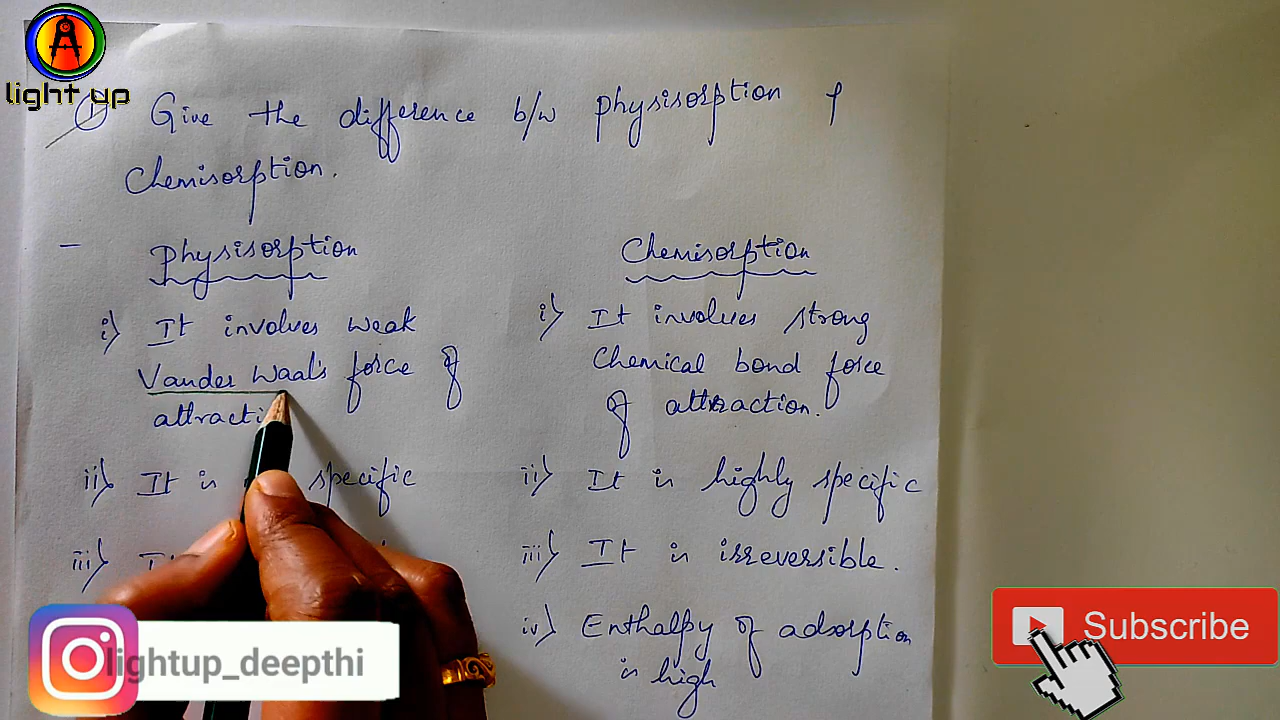 light up
① Give the difference b/w physisorption &
Chemisorption.
- Physisorption
i) It involves weak
Vander Waal's force of
attracti
ii) It is specific
iii) It
Chemisorption
i) It involves strong
Chemical bond force
of attraction.
ii) It is highly specific
iii) It is irreversible.
iv) Enthalpy of adsorption
is high
lightup_deepthi
Subscribe